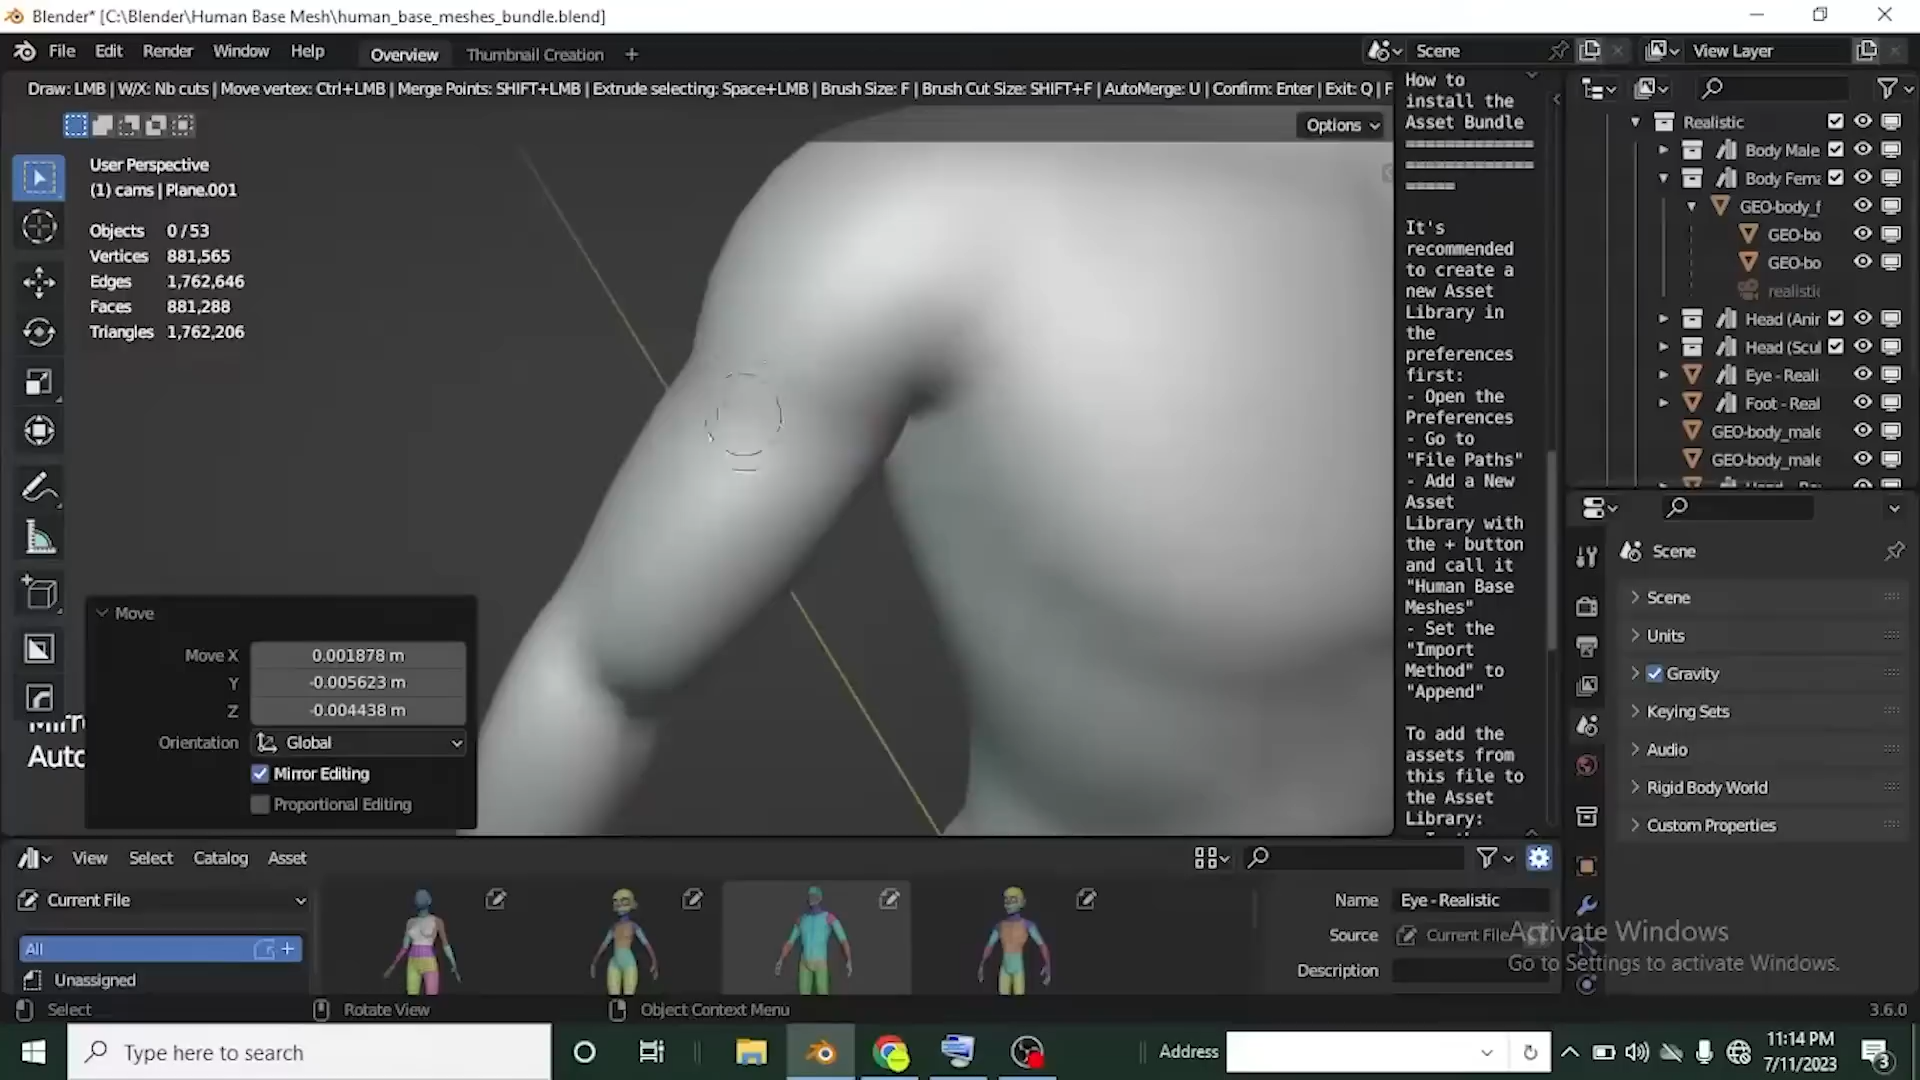 Blender* [C:\Blender\Human Base Mesh\human_base_meshes_bundle.blend]
File Edit Render Window Help Overview Thumbnail Creation + Scene View Layer
Draw: LMB | W/X: Nb cuts | Move vertex: Ctrl+LMB | Merge Points: SHIFT+LMB | Extrude selecting: Space+LMB | Brush Size: F | Brush Cut Size: SHIFT+F | AutoMerge: U | Confirm: Enter | Exit: Q | F
Options
User Perspective
(1) cams | Plane.001
Objects 0 / 53
Vertices 881,565
Edges 1,762,646
Faces 881,288
Triangles 1,762,206
Move
Move X 0.001878 m
Y -0.005623 m
Z -0.004438 m
Orientation Global
Mirror Editing
Proportional Editing
Auto
How to
install the
Asset Bundle
==============
==============
=====
It's
recommended
to create a
new Asset
Library in
the
preferences
first:
- Open the
Preferences
- Go to
"File Paths"
- Add a New
Asset
Library with
the + button
and call it
"Human Base
Meshes"
- Set the
"Import
Method" to
"Append"
To add the
assets from
this file to
the Asset
Library:
Realistic
Body Male
Body Fema
GEO-body_f
GEO-bo
GEO-bo
realistic
Head (Anir
Head (Scul
Eye - Reali
Foot - Real
GEO-body_male
GEO-body_male
Scene
Scene
Units
Gravity
Keying Sets
Audio
Rigid Body World
Custom Properties
View Select Catalog Asset
Current File
All +
Unassigned
Name Eye - Realistic
Source Current File
Description
Activate Windows
Go to Settings to activate Windows.
Select Rotate View Object Context Menu 3.6.0
Type here to search
Address
11:14 PM
7/11/2023
3